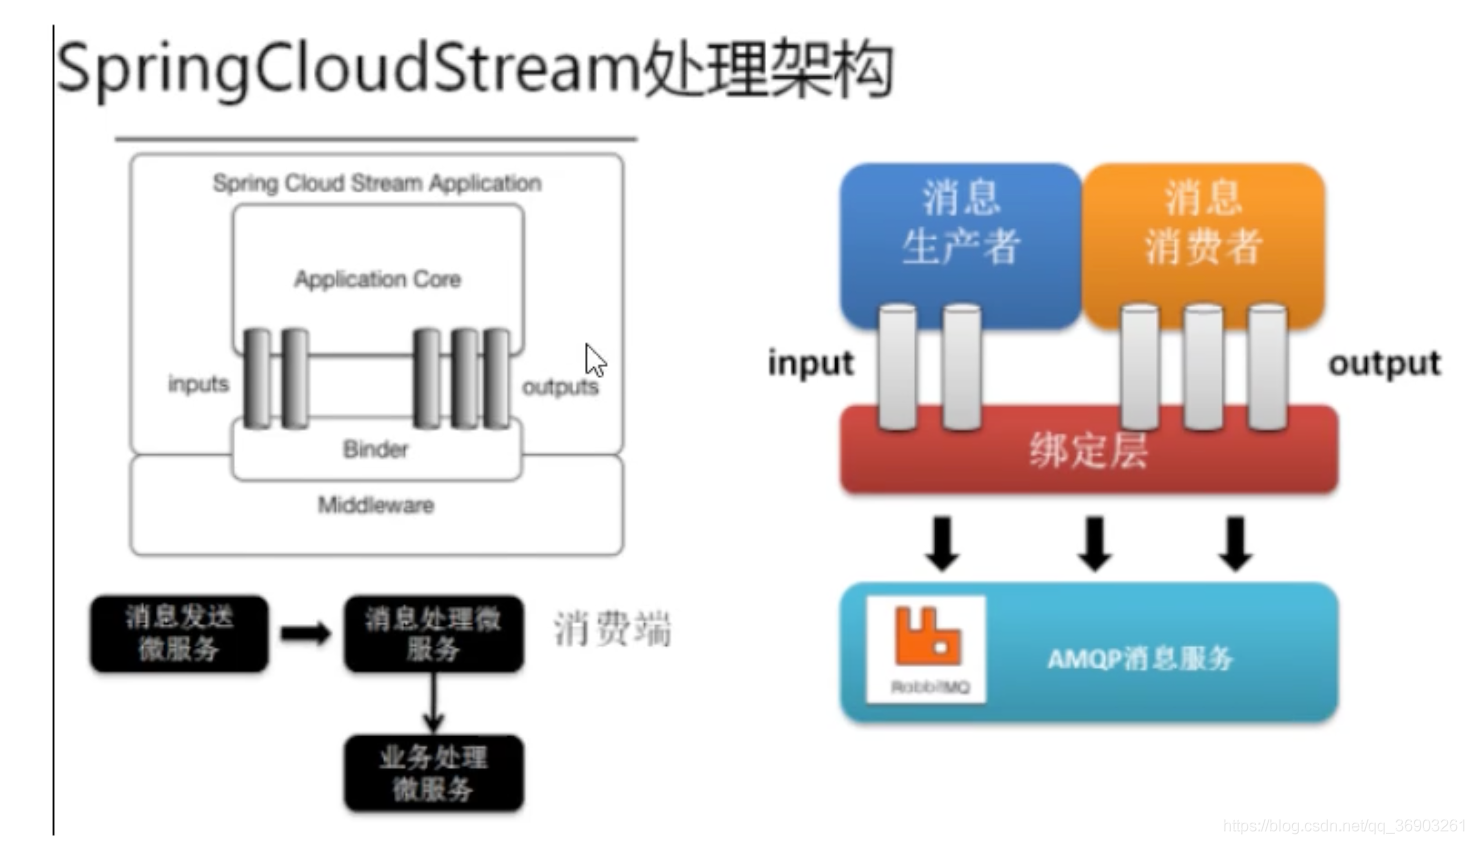 SpringCloudStream处理架构
Spring Cloud Stream Application
Application Core
inputs
outputs
Binder
Middleware
消息发送
微服务
消息处理微
服务
消费端
业务处理
微服务
消息
生产者
消息
消费者
input
output
绑定层
RabbitMQ
AMQP消息服务
https://blog.csdn.net/qq_36903261